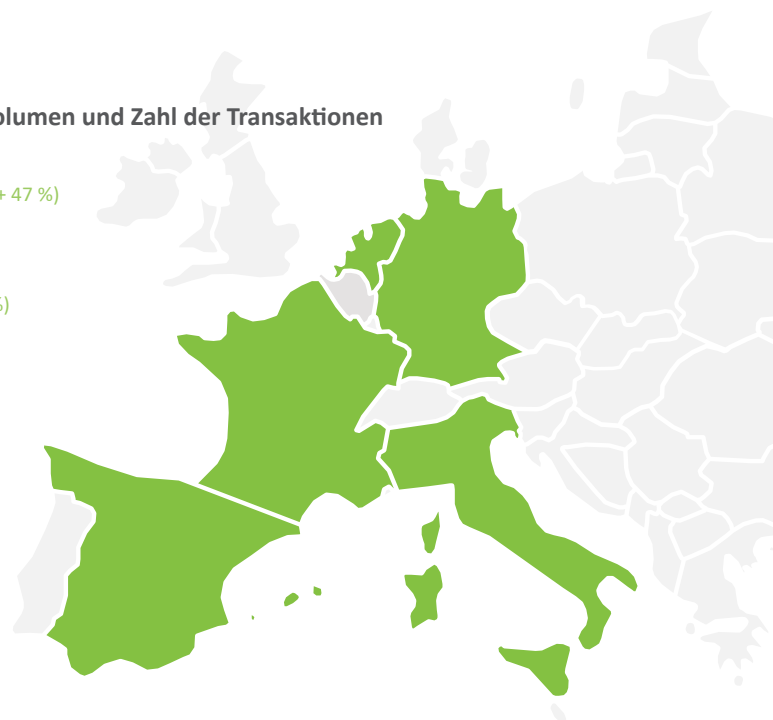 olumen und Zahl der Transaktionen
+ 47 %)
%)